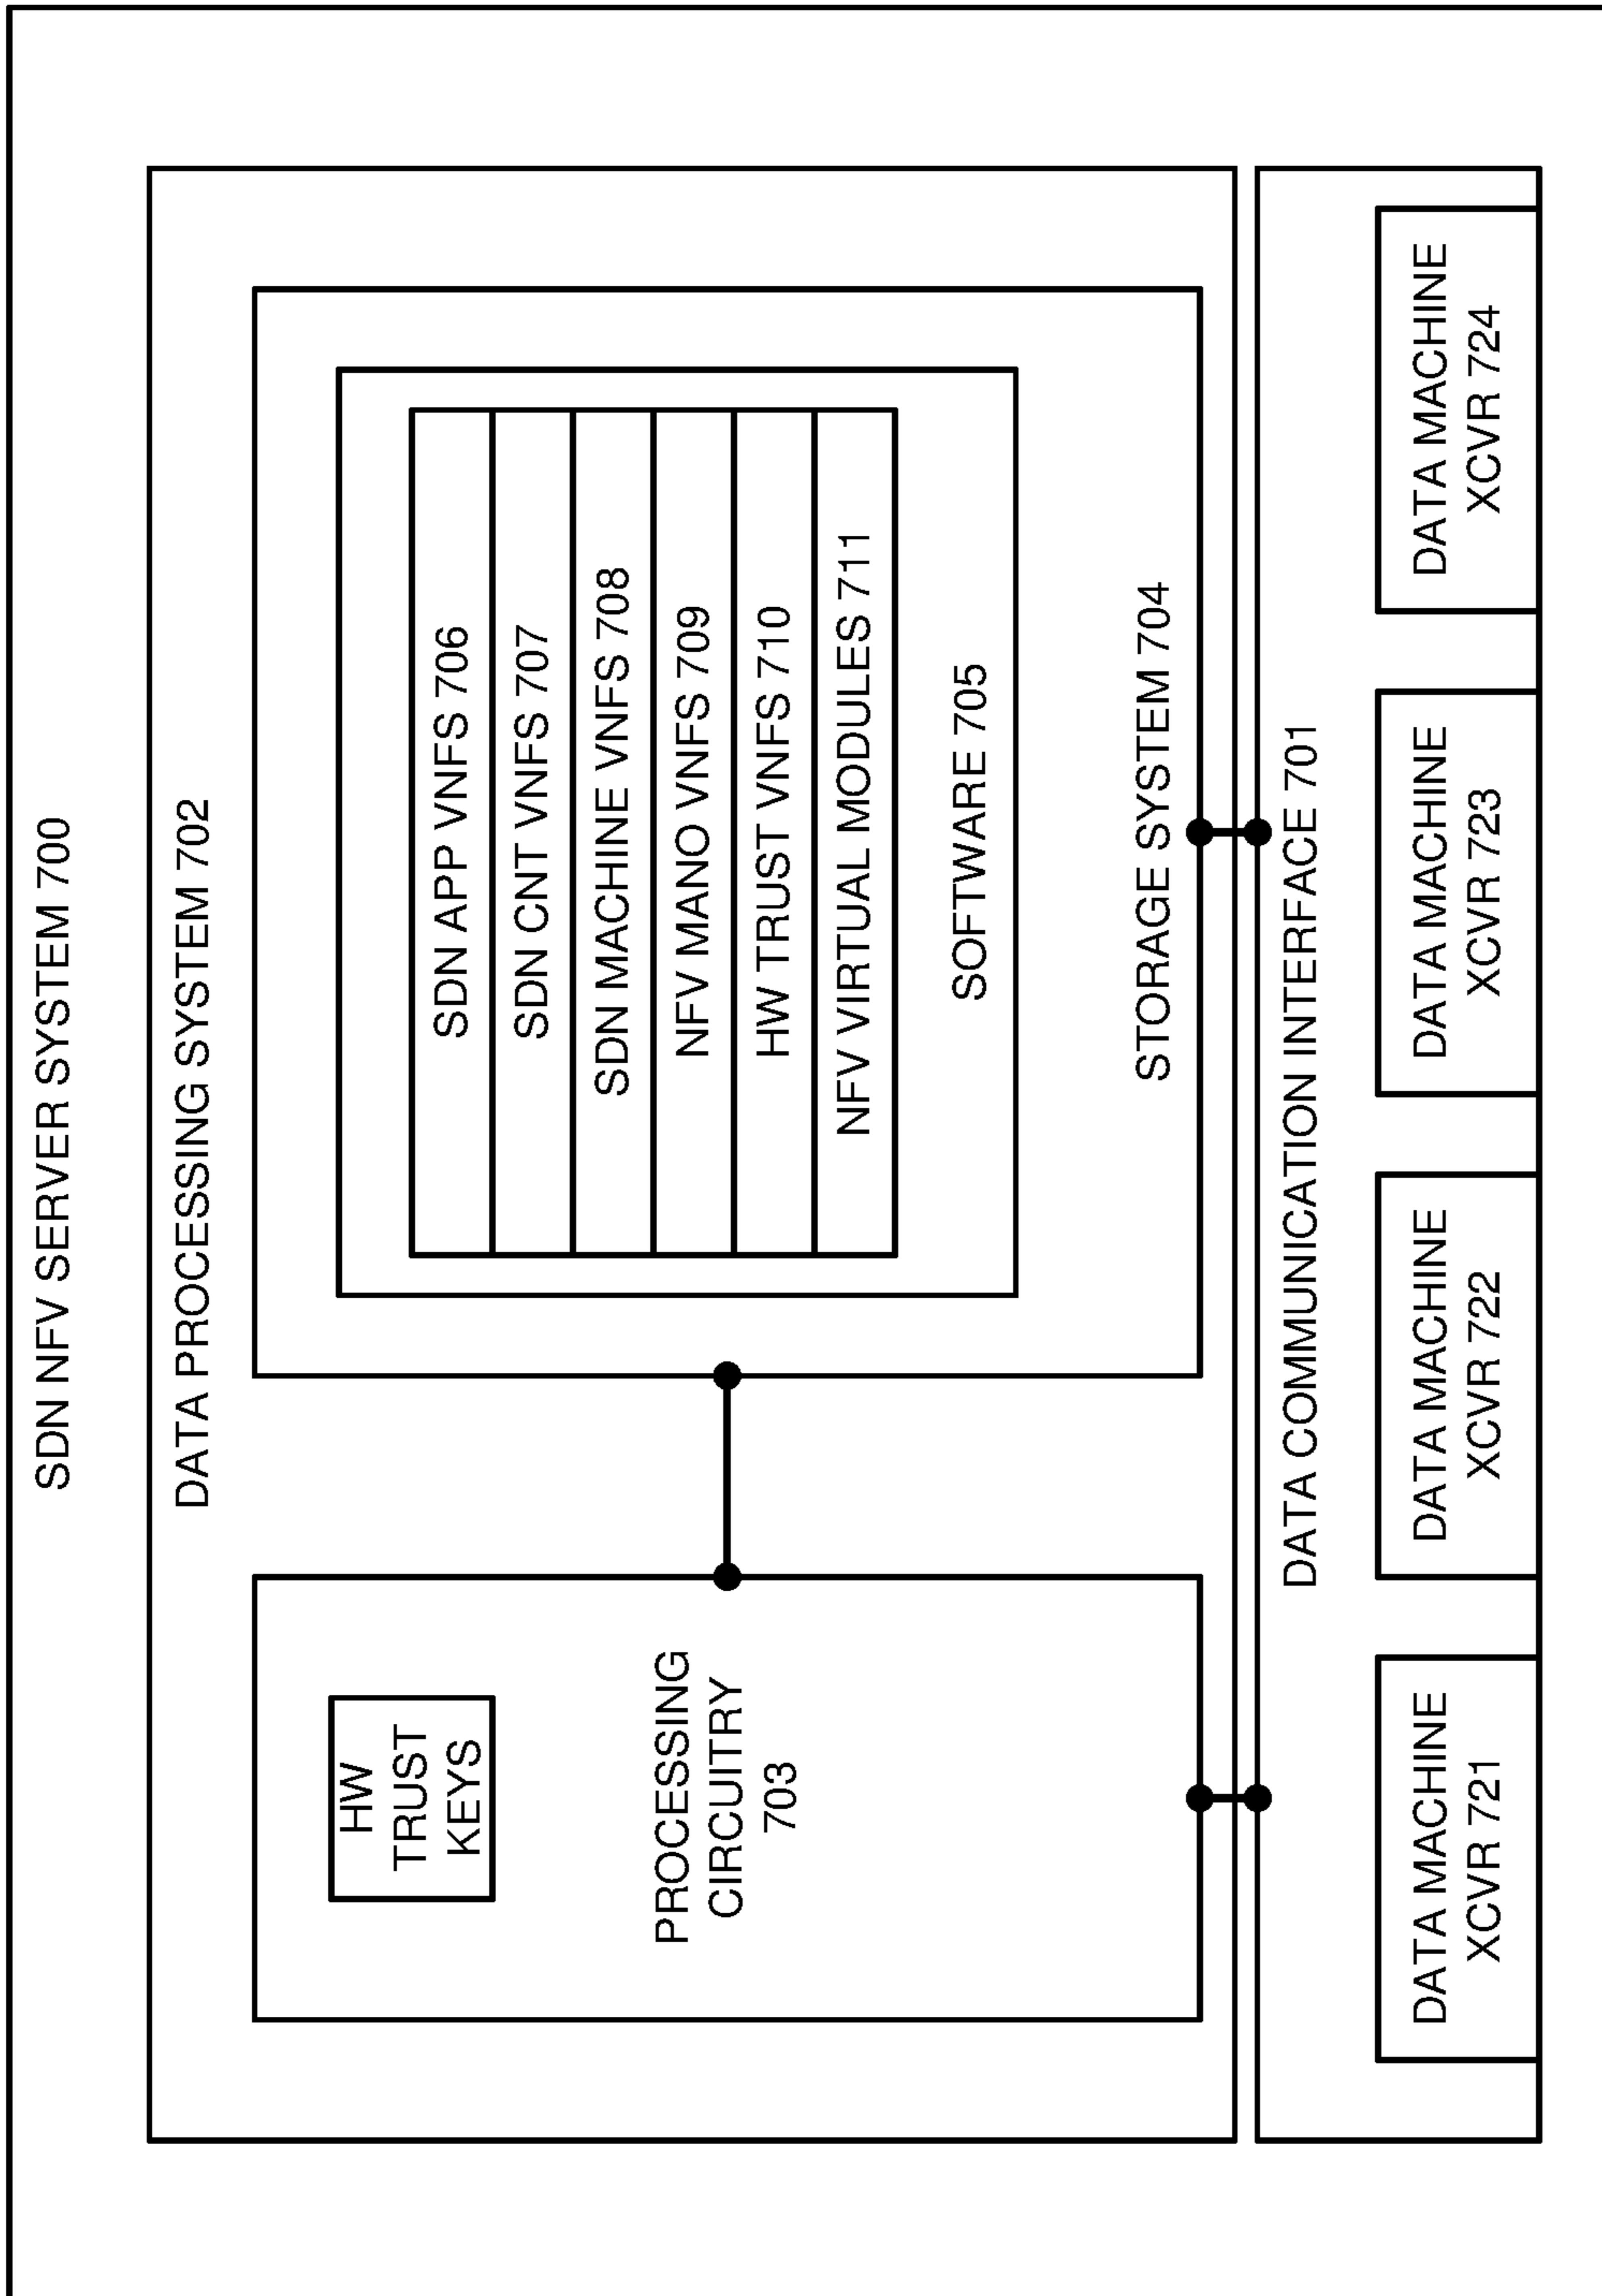 SDN NFV SERVER SYSTEM 700
DATA PROCESSING SYSTEM 702
HW
TRUST
KEYS
PROCESSING
CIRCUITRY
703
SDN APP VNFS 706
SDN CNT VNFS 707
SDN MACHINE VNFS 708
NFV MANO VNFS 709
HW TRUST VNFS 710
NFV VIRTUAL MODULES 711
SOFTWARE 705
STORAGE SYSTEM 704
DATA COMMUNICATION INTERFACE 701
DATA MACHINE
XCVR 721
DATA MACHINE
XCVR 722
DATA MACHINE
XCVR 723
DATA MACHINE
XCVR 724